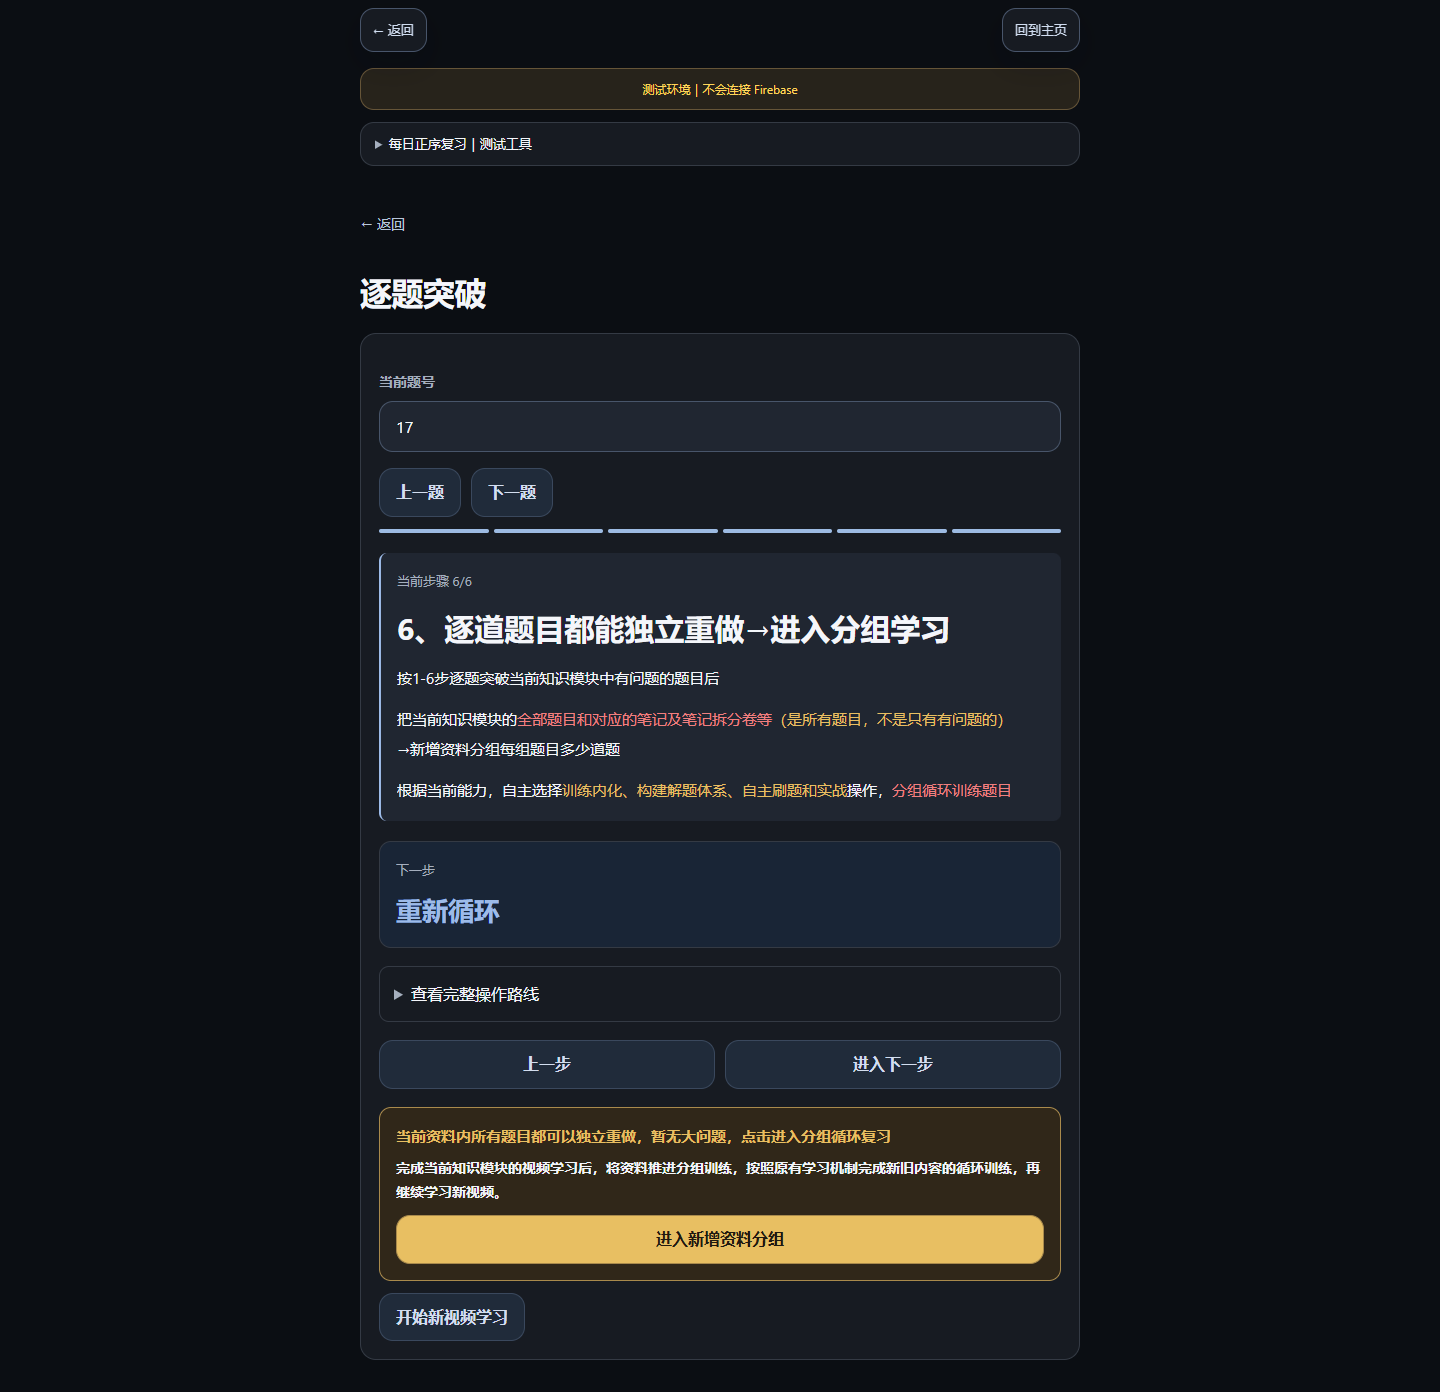 ← 返回
回到主页
测试环境 | 不会连接 Firebase
▶ 每日正序复习 | 测试工具
← 返回
逐题突破
当前题号
17
上一题
下一题
当前步骤 6/6
6、逐道题目都能独立重做→进入分组学习
按1-6步逐题突破当前知识模块中有问题的题目后
把当前知识模块的全部题目和对应的笔记及笔记拆分卷等（是所有题目，不是只有有问题的）
→新增资料分组每组题目多少道题
根据当前能力，自主选择训练内化、构建解题体系、自主刷题和实战操作，分组循环训练题目
下一步
重新循环
▶ 查看完整操作路线
上一步
进入下一步
当前资料内所有题目都可以独立重做，暂无大问题，点击进入分组循环复习
完成当前知识模块的视频学习后，将资料推进分组训练，按照原有学习机制完成新旧内容的循环训练，再
继续学习新视频。
进入新增资料分组
开始新视频学习